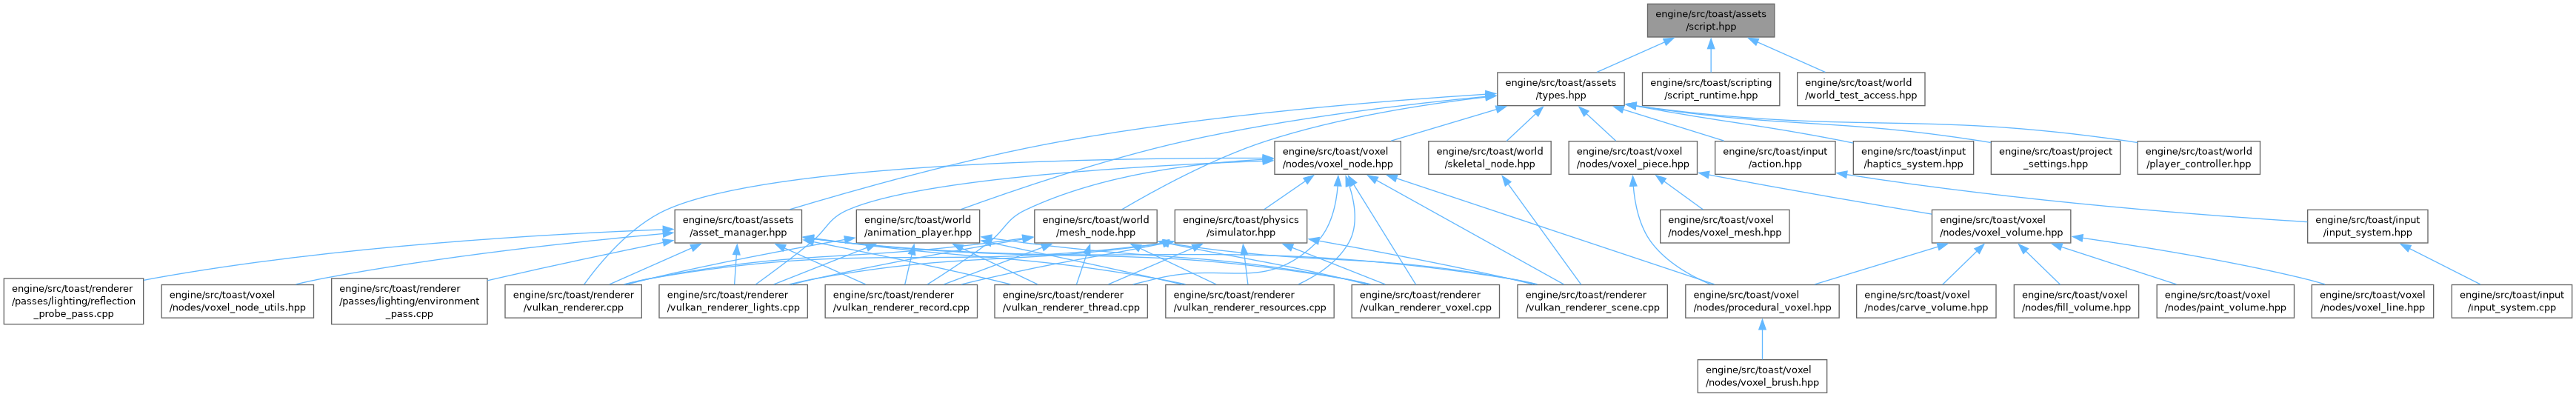 engine/src/toast/assets
/script.hpp
engine/src/toast/assets
/types.hpp
engine/src/toast/scripting
/script_runtime.hpp
engine/src/toast/world
/world_test_access.hpp
engine/src/toast/voxel
/nodes/voxel_node.hpp
engine/src/toast/world
/skeletal_node.hpp
engine/src/toast/voxel
/nodes/voxel_piece.hpp
engine/src/toast/input
/action.hpp
engine/src/toast/input
/haptics_system.hpp
engine/src/toast/project
_settings.hpp
engine/src/toast/world
/player_controller.hpp
engine/src/toast/assets
/asset_manager.hpp
engine/src/toast/world
/animation_player.hpp
engine/src/toast/world
/mesh_node.hpp
engine/src/toast/physics
/simulator.hpp
engine/src/toast/voxel
/nodes/voxel_mesh.hpp
engine/src/toast/voxel
/nodes/voxel_volume.hpp
engine/src/toast/input
/input_system.hpp
engine/src/toast/renderer
/passes/lighting/reflection
_probe_pass.cpp
engine/src/toast/voxel
/nodes/voxel_node_utils.hpp
engine/src/toast/renderer
/passes/lighting/environment
_pass.cpp
engine/src/toast/renderer
/vulkan_renderer.cpp
engine/src/toast/renderer
/vulkan_renderer_lights.cpp
engine/src/toast/renderer
/vulkan_renderer_record.cpp
engine/src/toast/renderer
/vulkan_renderer_thread.cpp
engine/src/toast/renderer
/vulkan_renderer_resources.cpp
engine/src/toast/renderer
/vulkan_renderer_voxel.cpp
engine/src/toast/renderer
/vulkan_renderer_scene.cpp
engine/src/toast/voxel
/nodes/procedural_voxel.hpp
engine/src/toast/voxel
/nodes/carve_volume.hpp
engine/src/toast/voxel
/nodes/fill_volume.hpp
engine/src/toast/voxel
/nodes/paint_volume.hpp
engine/src/toast/voxel
/nodes/voxel_line.hpp
engine/src/toast/input
/input_system.cpp
engine/src/toast/voxel
/nodes/voxel_brush.hpp